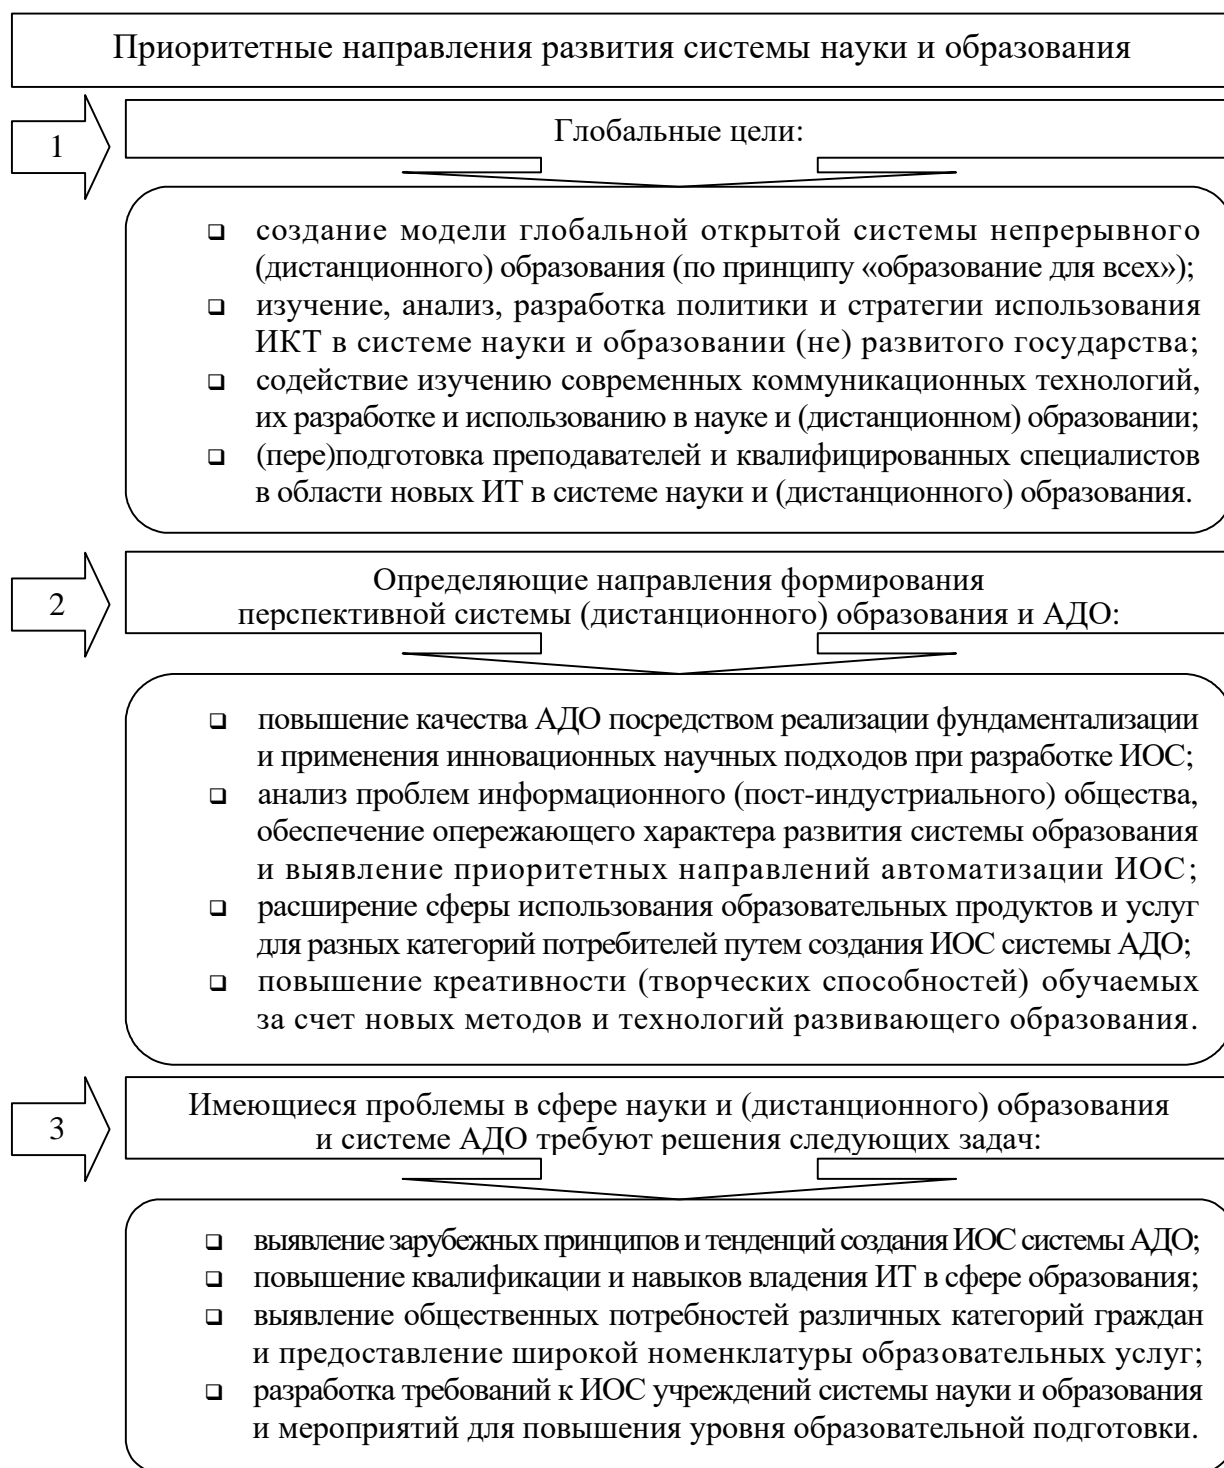 Приоритетные направления развития системы науки и образования
1
Глобальные цели:
❑ создание модели глобальной открытой системы непрерывного
(дистанционного) образования (по принципу «образование для всех»);
❑ изучение, анализ, разработка политики и стратегии использования
ИКТ в системе науки и образовании (не) развитого государства;
❑ содействие изучению современных коммуникационных технологий,
их разработке и использованию в науке и (дистанционном) образовании;
❑ (пере)подготовка преподавателей и квалифицированных специалистов
в области новых ИТ в системе науки и (дистанционного) образования.
2
Определяющие направления формирования
перспективной системы (дистанционного) образования и АДО:
❑ повышение качества АДО посредством реализации фундаментализации
и применения инновационных научных подходов при разработке ИОС;
❑ анализ проблем информационного (пост-индустриального) общества,
обеспечение опережающего характера развития системы образования
и выявление приоритетных направлений автоматизации ИОС;
❑ расширение сферы использования образовательных продуктов и услуг
для разных категорий потребителей путем создания ИОС системы АДО;
❑ повышение креативности (творческих способностей) обучаемых
за счет новых методов и технологий развивающего образования.
3
Имеющиеся проблемы в сфере науки и (дистанционного) образования
и системе АДО требуют решения следующих задач:
❑ выявление зарубежных принципов и тенденций создания ИОС системы АДО;
❑ повышение квалификации и навыков владения ИТ в сфере образования;
❑ выявление общественных потребностей различных категорий граждан
и предоставление широкой номенклатуры образовательных услуг;
❑ разработка требований к ИОС учреждений системы науки и образования
и мероприятий для повышения уровня образовательной подготовки.